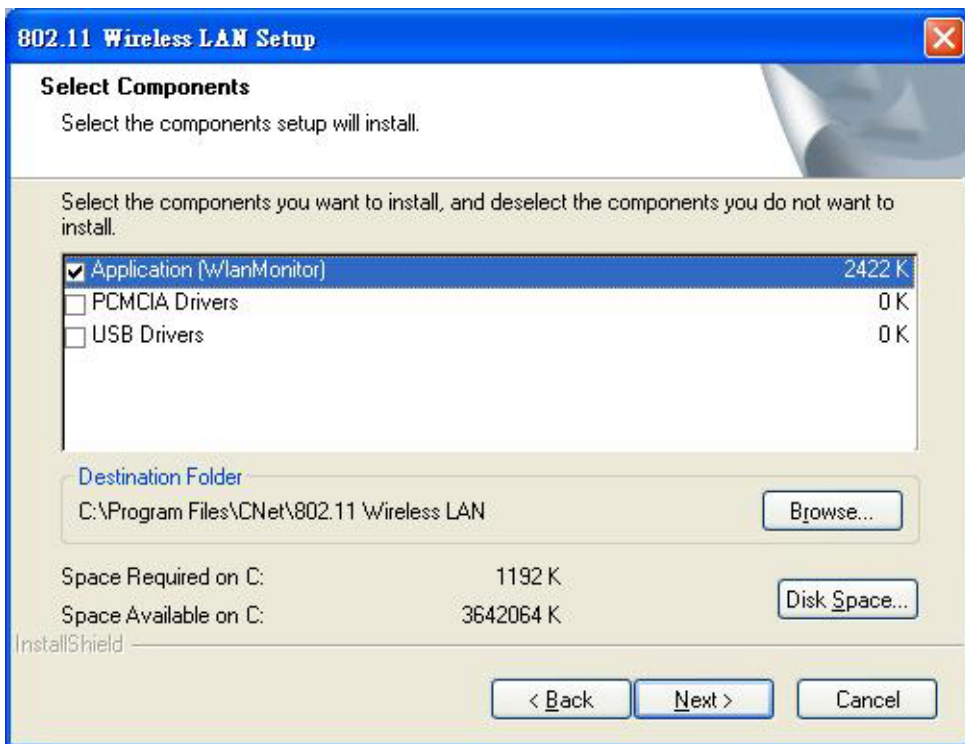 802.11 Wireless LAN Setup
Select Components
Select the components setup will install.
Select the components you want to install, and deselect the components you do not want to
install.
Application (WlanMonitor) 2422 K
PCMCIA Drivers 0 K
USB Drivers 0 K
Destination Folder
C:\Program Files\CNet\802.11 Wireless LAN
Browse...
Space Required on C: 1192 K
Space Available on C: 3642064 K
Disk Space...
InstallShield
< Back Next > Cancel